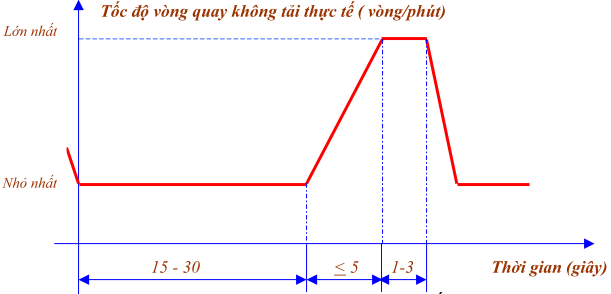 Tốc độ vòng quay không tải thực tế ( vòng/phút)
Lớn nhất
Nhỏ nhất
15 - 30
≤ 5
1-3
Thời gian (giây)